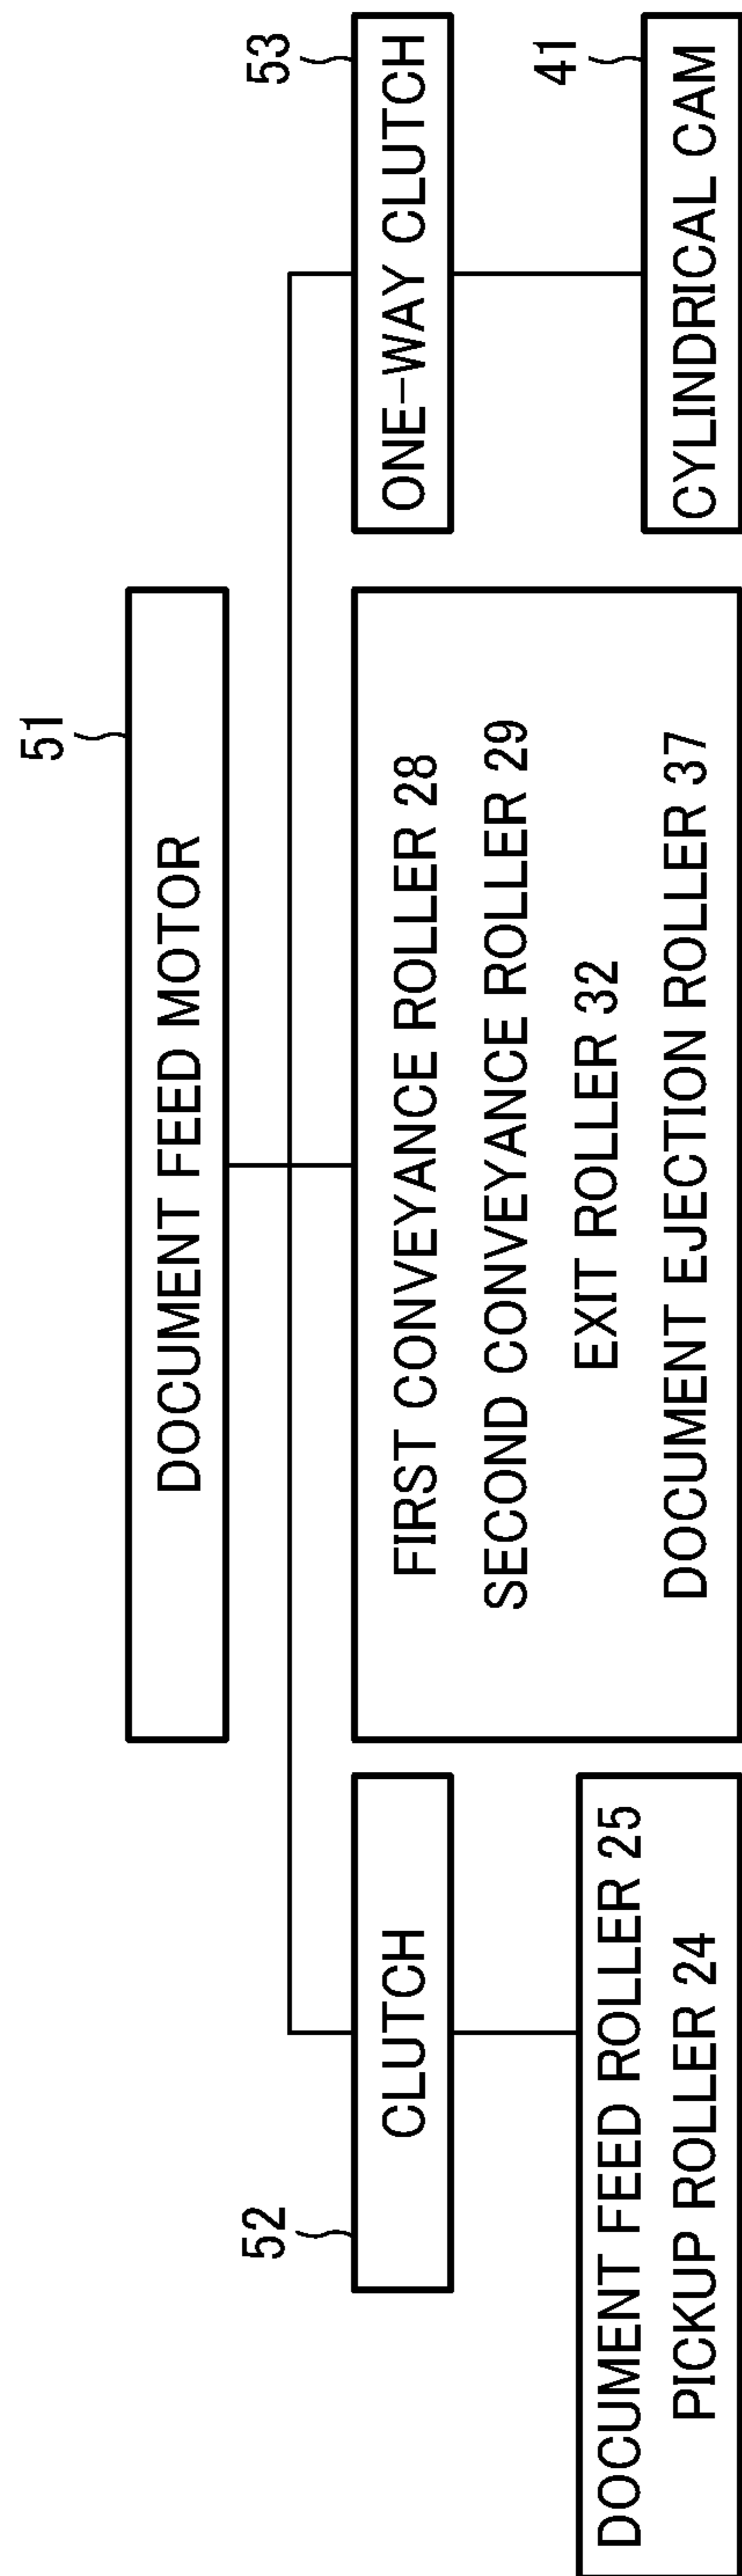 51
DOCUMENT FEED MOTOR
52
CLUTCH
DOCUMENT FEED ROLLER 25
PICKUP ROLLER 24
FIRST CONVEYANCE ROLLER 28
SECOND CONVEYANCE ROLLER 29
EXIT ROLLER 32
DOCUMENT EJECTION ROLLER 37
53
ONE-WAY CLUTCH
41
CYLINDRICAL CAM